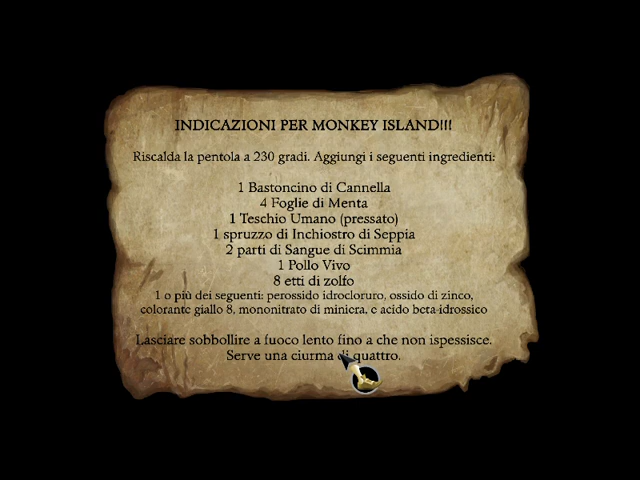 INDICAZIONI PER MONKEY ISLAND!!!
Riscalda la pentola a 230 gradi. Aggiungi i seguenti ingredienti:
1 Bastoncino di Cannella
4 Foglie di Menta
1 Teschio Umano (pressato)
1 spruzzo di Inchiostro di Seppia
2 parti di Sangue di Scimmia
1 Pollo Vivo
8 etti di zolfo
1 o più dei seguenti: perossido idrocloruro, ossido di zinco,
colorante giallo 8, mononitrato di miniera, e acido beta-idrossico
Lasciare sobbollire a fuoco lento fino a che non ispessisce.
Serve una ciurma di quattro.